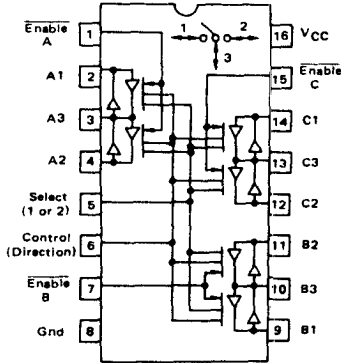 Enable
A
1
A1
2
A3
3
A2
4
Select
(1 or 2)
5
Control
(Direction)
6
Enable
B
7
Gnd
8
1
2
3
16
VCC
15
Enable
C
14
C1
13
C3
12
C2
11
B2
10
B3
9
B1